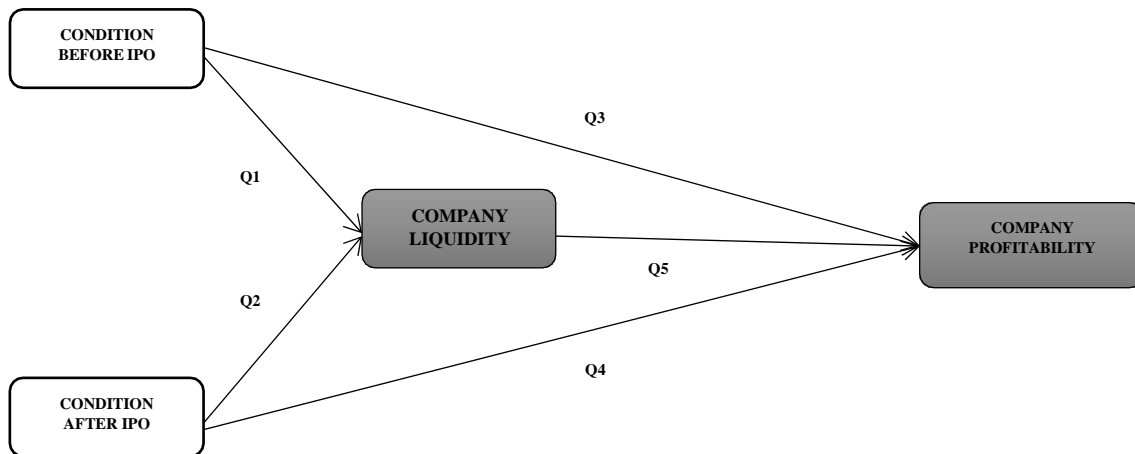 CONDITION
BEFORE IPO
Q3
Q1
COMPANY
LIQUIDITY
COMPANY
PROFITABILITY
Q5
Q2
Q4
CONDITION
AFTER IPO